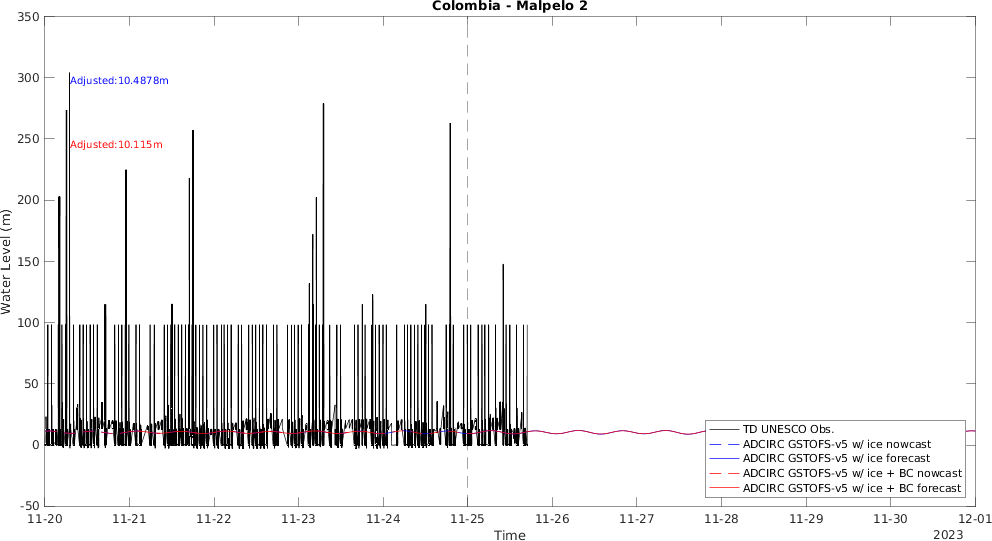 Colombia - Malpelo 2
350
300
250
200
150
100
50
0
-50
Water Level (m)
Adjusted:10.4878m
Adjusted:10.115m
TD UNESCO Obs.
ADCIRC GSTOFS-v5 w/ ice nowcast
ADCIRC GSTOFS-v5 w/ ice forecast
ADCIRC GSTOFS-v5 w/ ice + BC nowcast
ADCIRC GSTOFS-v5 w/ ice + BC forecast
11-20 11-21 11-22 11-23 11-24 11-25 11-26 11-27 11-28 11-29 11-30 12-01
Time
2023